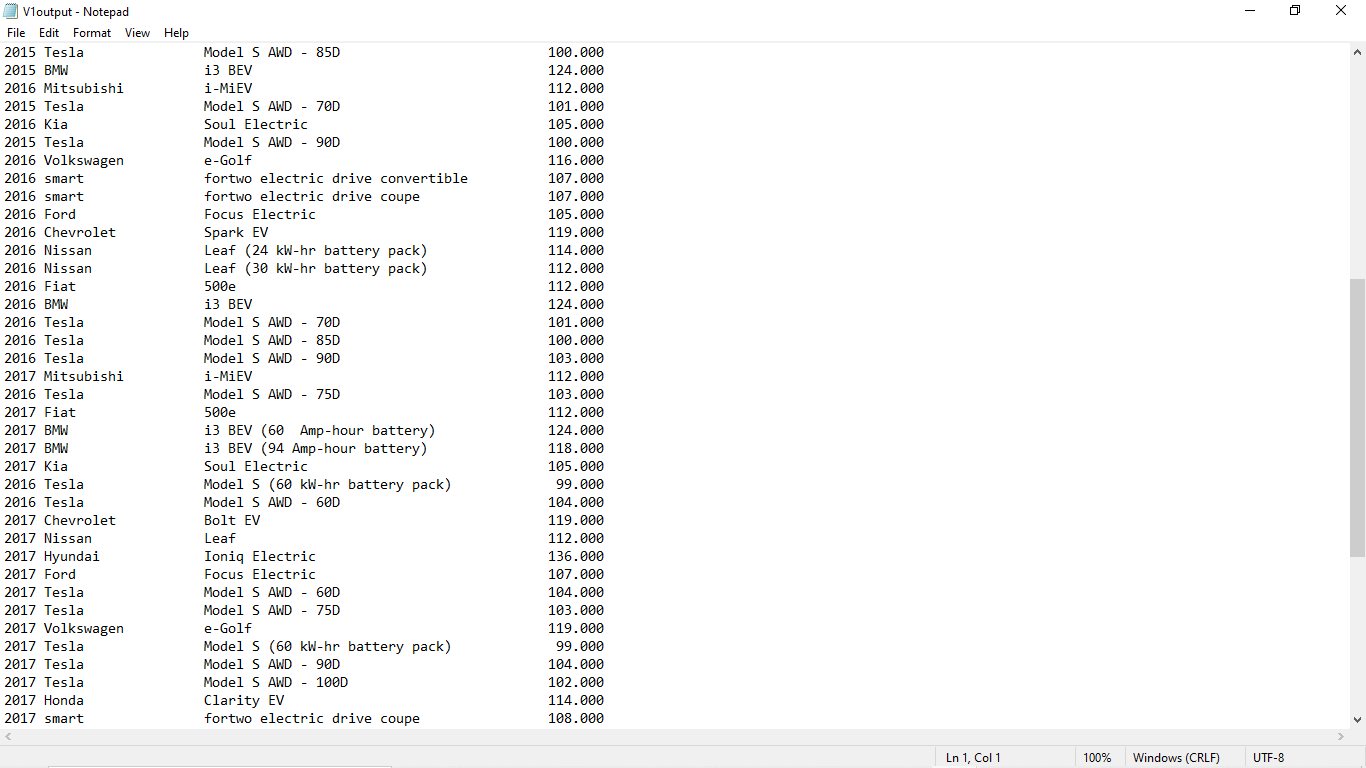 V1output - Notepad
File Edit Format View Help
2015 Tesla Model S AWD - 85D 100.000
2015 BMW i3 BEV 124.000
2016 Mitsubishi i-MiEV 112.000
2015 Tesla Model S AWD - 70D 101.000
2016 Kia Soul Electric 105.000
2015 Tesla Model S AWD - 90D 100.000
2016 Volkswagen e-Golf 116.000
2016 smart fortwo electric drive convertible 107.000
2016 smart fortwo electric drive coupe 107.000
2016 Ford Focus Electric 105.000
2016 Chevrolet Spark EV 119.000
2016 Nissan Leaf (24 kW-hr battery pack) 114.000
2016 Nissan Leaf (30 kW-hr battery pack) 112.000
2016 Fiat 500e 112.000
2016 BMW i3 BEV 124.000
2016 Tesla Model S AWD - 70D 101.000
2016 Tesla Model S AWD - 85D 100.000
2016 Tesla Model S AWD - 90D 103.000
2017 Mitsubishi i-MiEV 112.000
2016 Tesla Model S AWD - 75D 103.000
2017 Fiat 500e 112.000
2017 BMW i3 BEV (60  Amp-hour battery) 124.000
2017 BMW i3 BEV (94 Amp-hour battery) 118.000
2017 Kia Soul Electric 105.000
2016 Tesla Model S (60 kW-hr battery pack) 99.000
2016 Tesla Model S AWD - 60D 104.000
2017 Chevrolet Bolt EV 119.000
2017 Nissan Leaf 112.000
2017 Hyundai Ioniq Electric 136.000
2017 Ford Focus Electric 107.000
2017 Tesla Model S AWD - 60D 104.000
2017 Tesla Model S AWD - 75D 103.000
2017 Volkswagen e-Golf 119.000
2017 Tesla Model S (60 kW-hr battery pack) 99.000
2017 Tesla Model S AWD - 90D 104.000
2017 Tesla Model S AWD - 100D 102.000
2017 Honda Clarity EV 114.000
2017 smart fortwo electric drive coupe 108.000
Ln 1, Col 1 100% Windows (CRLF) UTF-8